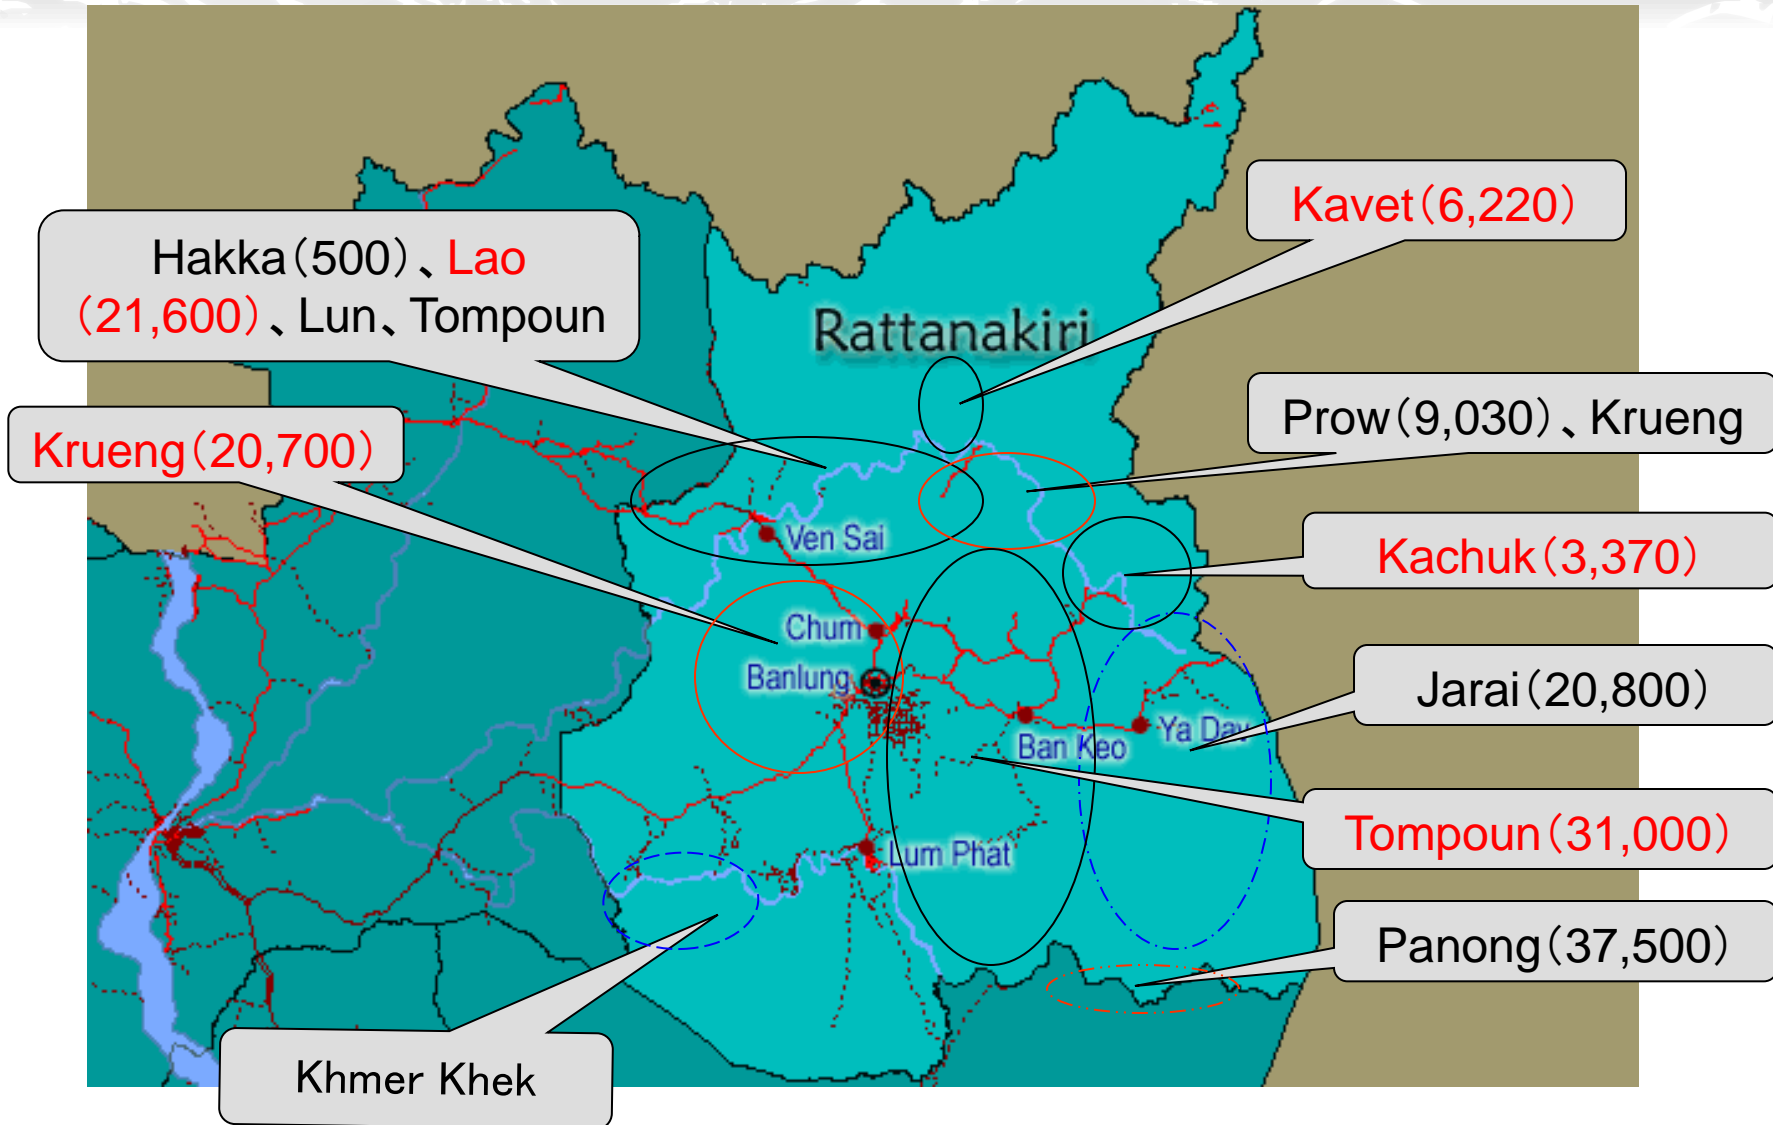 Kavet（6,220）
Hakka（500）、Lao
（21,600）、Lun、Tompoun
Rattanakiri
Prow（9,030）、Krueng
Krueng（20,700）
Ven Sai
Kachuk（3,370）
Chum
Banlung
Jarai（20,800）
Ya Dav
Ban Keo
Tompoun（31,000）
Lum Phat
Panong（37,500）
Khmer Khek